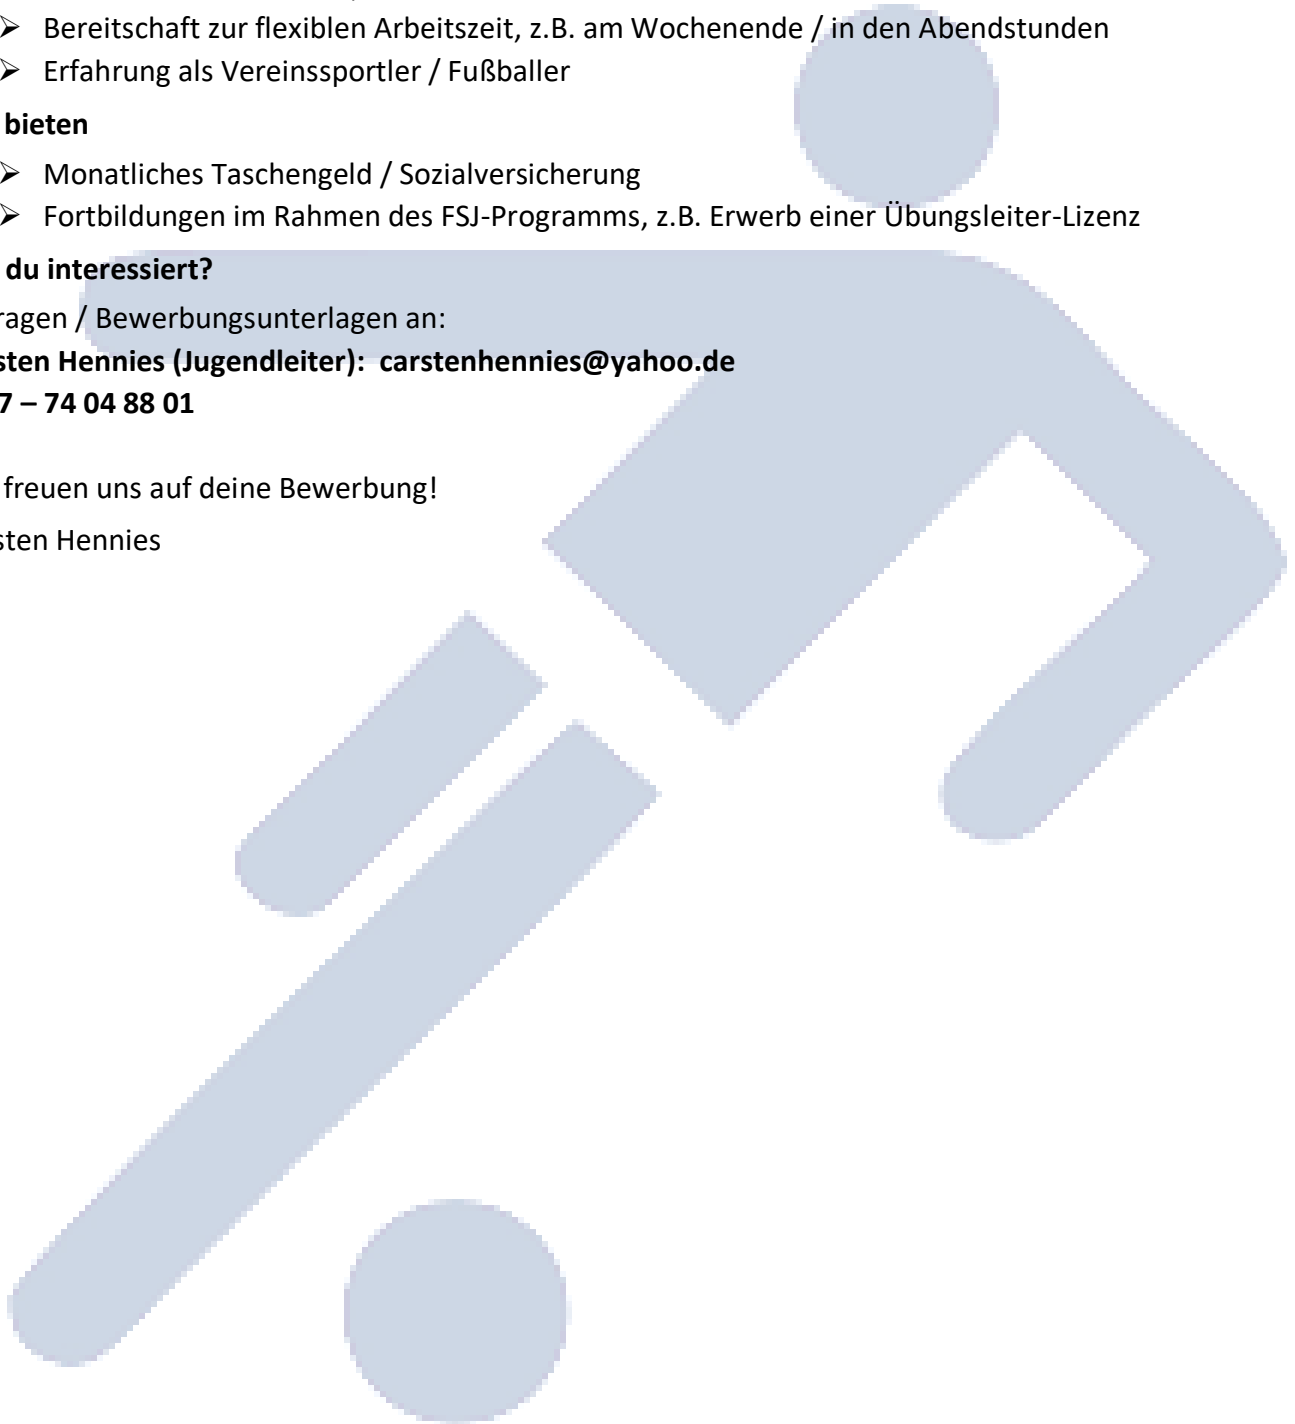 ➢ Bereitschaft zur flexiblen Arbeitszeit, z.B. am Wochenende / in den Abendstunden
➢ Erfahrung als Vereinssportler / Fußballer
bieten
➢ Monatliches Taschengeld / Sozialversicherung
➢ Fortbildungen im Rahmen des FSJ-Programms, z.B. Erwerb einer Übungsleiter-Lizenz
du interessiert?
ragen / Bewerbungsunterlagen an:
sten Hennies (Jugendleiter): carstenhennies@yahoo.de
7 – 74 04 88 01
freuen uns auf deine Bewerbung!
sten Hennies